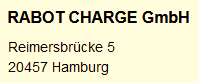 RABOT CHARGE GmbH
Reimersbrücke 5
20457 Hamburg